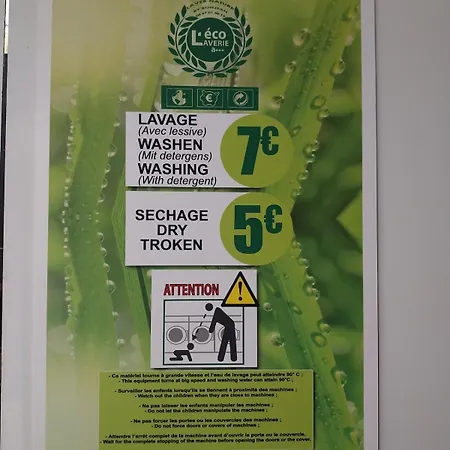 L'éco
LAVERIE
à...
€
LAVAGE
(Avec lessive)
WASHEN
(Mit detergens)
WASHING
(With detergent)
7€
SECHAGE
DRY
TROKEN
5€
ATTENTION
!
- Ce matériel tourne à grande vitesse et l'eau de lavage peut atteindre 90° C ;
- This equipment turns at big speed and washing water can attain 90°C ;
- Surveiller les enfants lorsqu'ils se tiennent à proximité des machines ;
- Watch out the children when they are close to machines ;
- Ne pas laisser les enfants manipuler les machines ;
- Do not let the children manipulate the machines ;
- Ne pas forcer les portes ou les couvercles des machines ;
- Do not force doors or covers of machines ;
- Attendre l'arrêt complet de la machine avant d'ouvrir la porte ou le couvercle.
- Wait for the complete stopping of the machine before opening the doors or the cover.